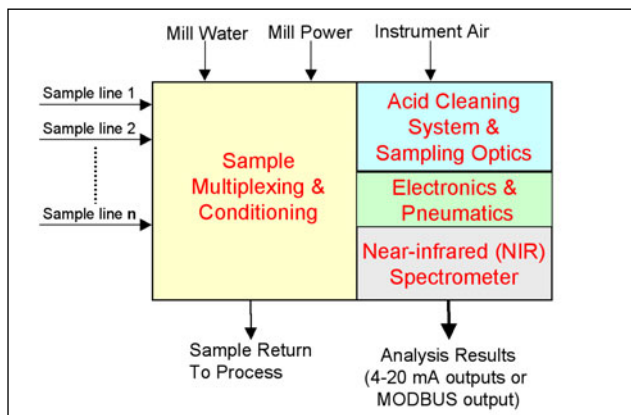 Mill Water
Mill Power
Instrument Air
Sample line 1
Sample line 2
Sample line n
Sample
Multiplexing &
Conditioning
Acid Cleaning
System &
Sampling Optics
Electronics &
Pneumatics
Near-infrared (NIR)
Spectrometer
Sample Return
To Process
Analysis Results
(4-20 mA outputs or
MODBUS output)